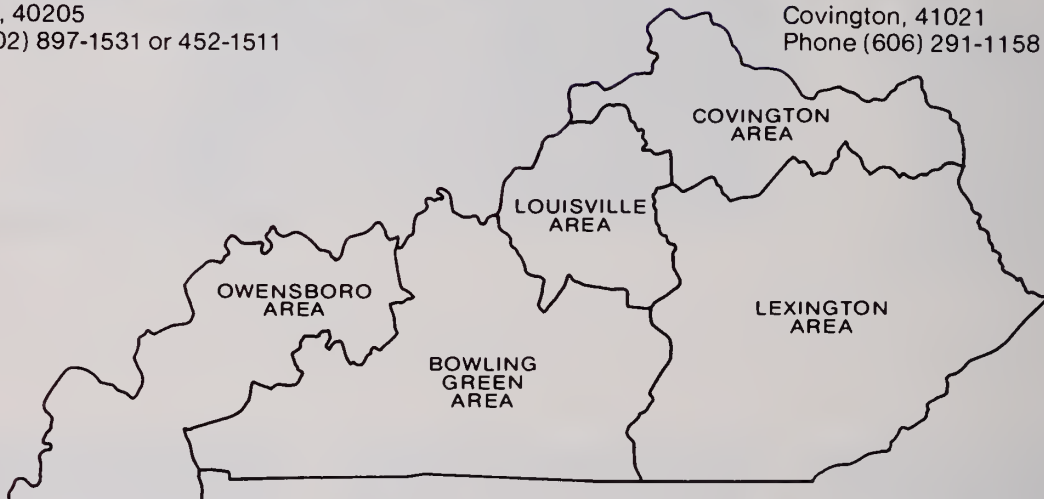 , 40205
02) 897-1531 or 452-1511
Covington, 41021
Phone (606) 291-1158
COVINGTON
AREA
LOUISVILLE
AREA
OWENSBORO
AREA
LEXINGTON
AREA
BOWLING
GREEN
AREA